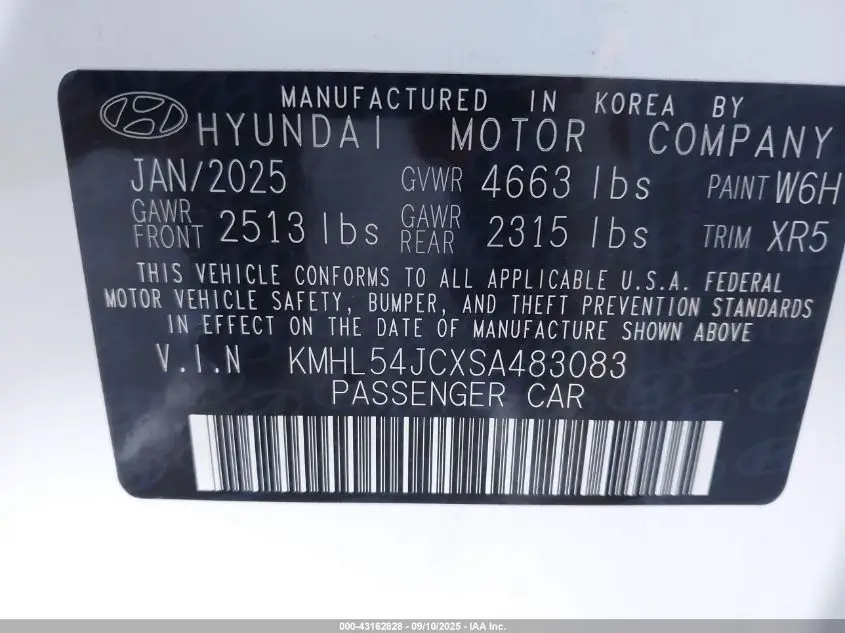 MANUFACTURED IN KOREA BY
HYUNDAI MOTOR COMPANY
JAN/2025 GVWR 4663 lbs PAINT W6H
GAWR FRONT 2513 lbs GAWR REAR 2315 lbs TRIM XR5
THIS VEHICLE CONFORMS TO ALL APPLICABLE U.S.A. FEDERAL
MOTOR VEHICLE SAFETY, BUMPER, AND THEFT PREVENTION STANDARDS
IN EFFECT ON THE DATE OF MANUFACTURE SHOWN ABOVE
V.I.N KMHL54JCXSA483083
PASSENGER CAR
000-43162828 - 09/10/2025 - IAA Inc.